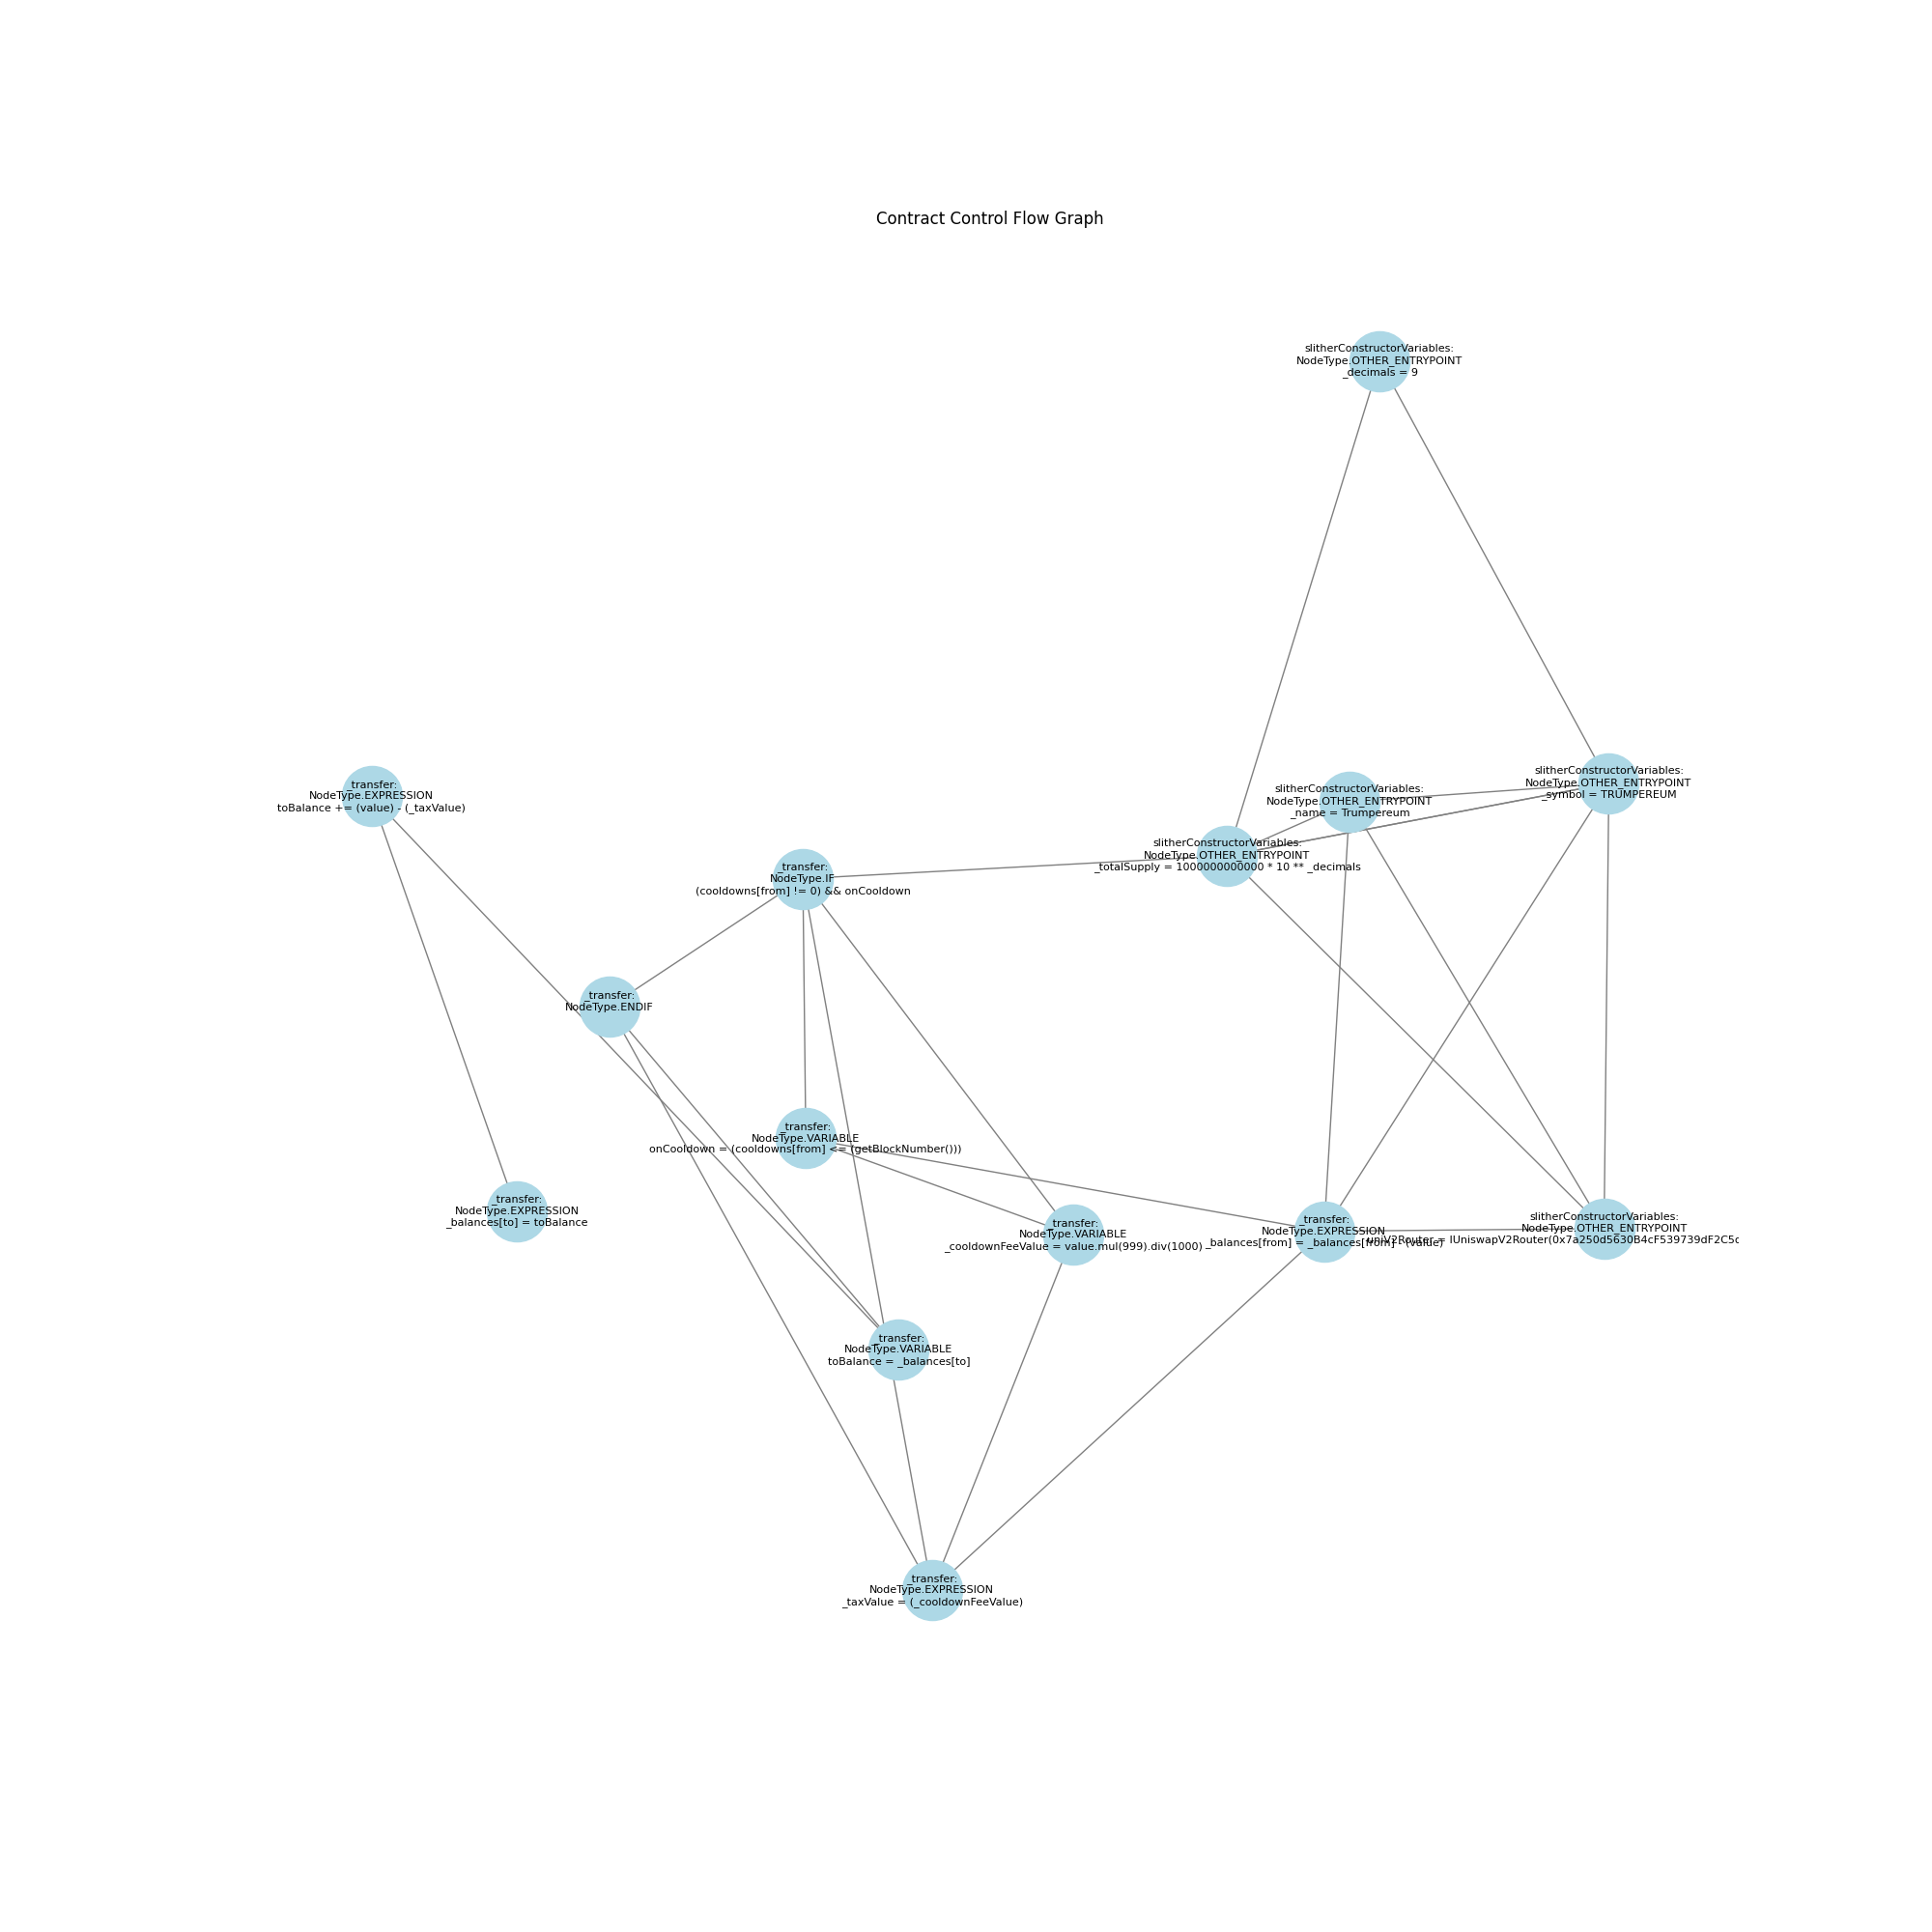 Contract Control Flow Graph
slitherConstructorVariables:
NodeType.OTHER_ENTRYPOINT
_decimals = 9
_transfer:
NodeType.EXPRESSION
toBalance += (value) - (_taxValue)
slitherConstructorVariables:
NodeType.OTHER_ENTRYPOINT
_symbol = TRUMPEREUM
slitherConstructorVariables:
NodeType.OTHER_ENTRYPOINT
_name = Trumpereum
slitherConstructorVariables:
NodeType.OTHER_ENTRYPOINT
_totalSupply = 1000000000000 * 10 ** _decimals
_transfer:
NodeType.IF
(cooldowns[from] != 0) && onCooldown
_transfer:
NodeType.ENDIF
_transfer:
NodeType.VARIABLE
onCooldown = (cooldowns[from] <= (getBlockNumber()))
_transfer:
NodeType.EXPRESSION
_balances[to] = toBalance
_transfer:
NodeType.VARIABLE
_cooldownFeeValue = value.mul(999).div(1000)
_transfer:
NodeType.EXPRESSION
_balances[from] = _balances[from] - (value)
slitherConstructorVariables:
NodeType.OTHER_ENTRYPOINT
uniV2Router = IUniswapV2Router(0x7a250d5630B4cF539739dF2C5c
_transfer:
NodeType.VARIABLE
toBalance = _balances[to]
_transfer:
NodeType.EXPRESSION
_taxValue = (_cooldownFeeValue)